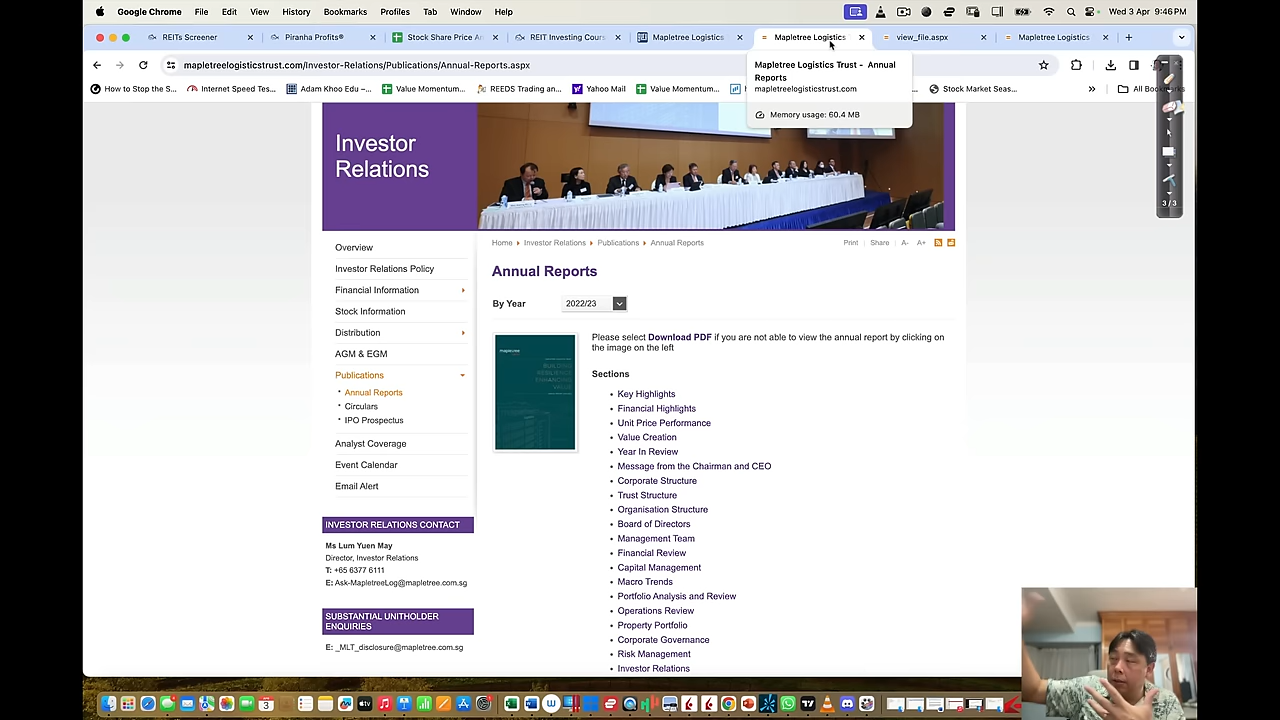 Google Chrome File Edit View History Bookmarks Profiles Tab Window Help Wed 3 Apr 9:46 PM
REITs Screener Piranha Profits® Stock Share Price An REIT Investing Cours Mapletree Logistics Mapletree Logistics view_file.aspx Mapletree Logistics
mapletreelogisticstrust.com/Investor-Relations/Publications/Annual-Reports.aspx
How to Stop the S... Internet Speed Tes... Adam Khoo Edu –... Value Momentum... REEDS Trading an... Yahoo Mail Value Momentum... Stock Market Seas... » All Bookmarks
Mapletree Logistics Trust - Annual
Reports
mapletreelogisticstrust.com
Memory usage: 60.4 MB
3 / 3
Investor
Relations
Home Investor Relations Publications Annual Reports Print Share A- A+
Overview
Investor Relations Policy
Financial Information
Stock Information
Distribution
AGM & EGM
Publications
Annual Reports
Circulars
IPO Prospectus
Analyst Coverage
Event Calendar
Email Alert
INVESTOR RELATIONS CONTACT
Ms Lum Yuen May
Director, Investor Relations
T: +65 6377 6111
E: Ask-MapletreeLog@mapletree.com.sg
SUBSTANTIAL UNITHOLDER
ENQUIRIES
E: _MLT_disclosure@mapletree.com.sg
Annual Reports
By Year 2022/23
mapletree
BUILDING
RESILIENCE
ENHANCING
VALUE
Please select Download PDF if you are not able to view the annual report by clicking on
the image on the left
Sections
• Key Highlights
• Financial Highlights
• Unit Price Performance
• Value Creation
• Year In Review
• Message from the Chairman and CEO
• Corporate Structure
• Trust Structure
• Organisation Structure
• Board of Directors
• Management Team
• Financial Review
• Capital Management
• Macro Trends
• Portfolio Analysis and Review
• Operations Review
• Property Portfolio
• Corporate Governance
• Risk Management
• Investor Relations